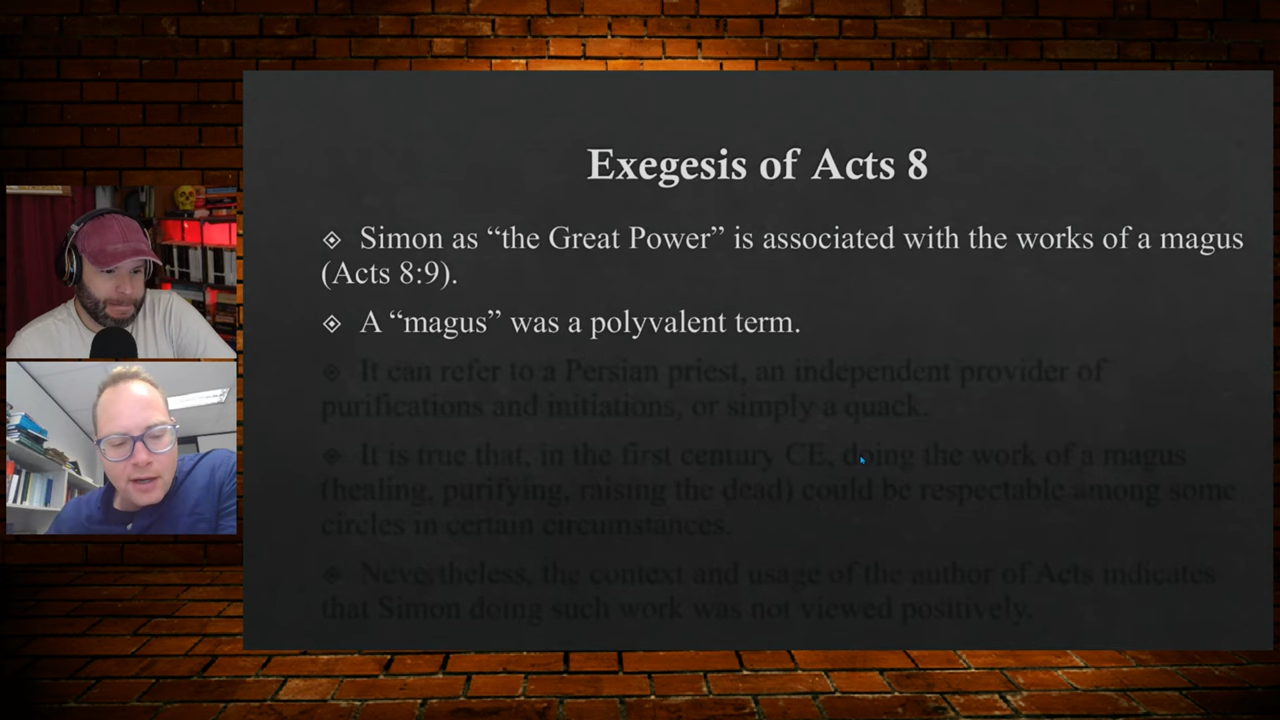 Exegesis of Acts 8
Simon as “the Great Power” is associated with the works of a magus
(Acts 8:9).
A “magus” was a polyvalent term.
It can refer to a Persian priest, an independent provider of
purifications and initiations, or simply a quack.
It is true that, in the first century CE, doing the work of a magus
(healing, purifying, raising the dead) could be respectable among some
circles in certain circumstances.
Nevertheless, the context and usage of the author of Acts indicates
that Simon doing such work was not viewed positively.